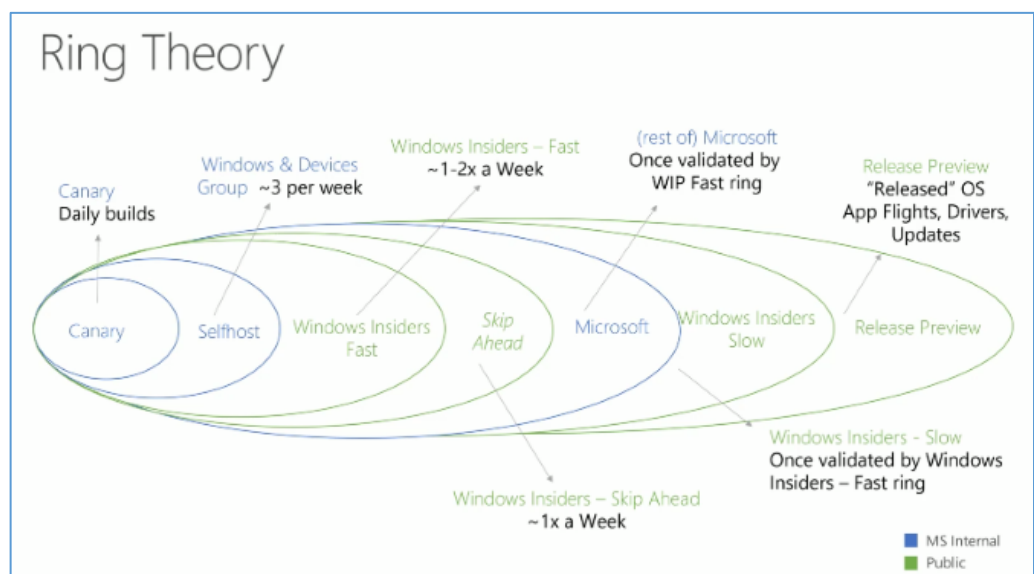 Ring Theory
Canary
Daily builds
Windows & Devices
Group ~3 per week
Windows Insiders – Fast
~1-2x a Week
(rest of) Microsoft
Once validated by
WIP Fast ring
Release Preview
“Released” OS
App Flights, Drivers,
Updates
Canary
Selfhost
Windows Insiders
Fast
Skip
Ahead
Microsoft
Windows Insiders
Slow
Release Preview
Windows Insiders – Skip Ahead
~1x a Week
Windows Insiders - Slow
Once validated by Windows
Insiders – Fast ring
MS Internal
Public